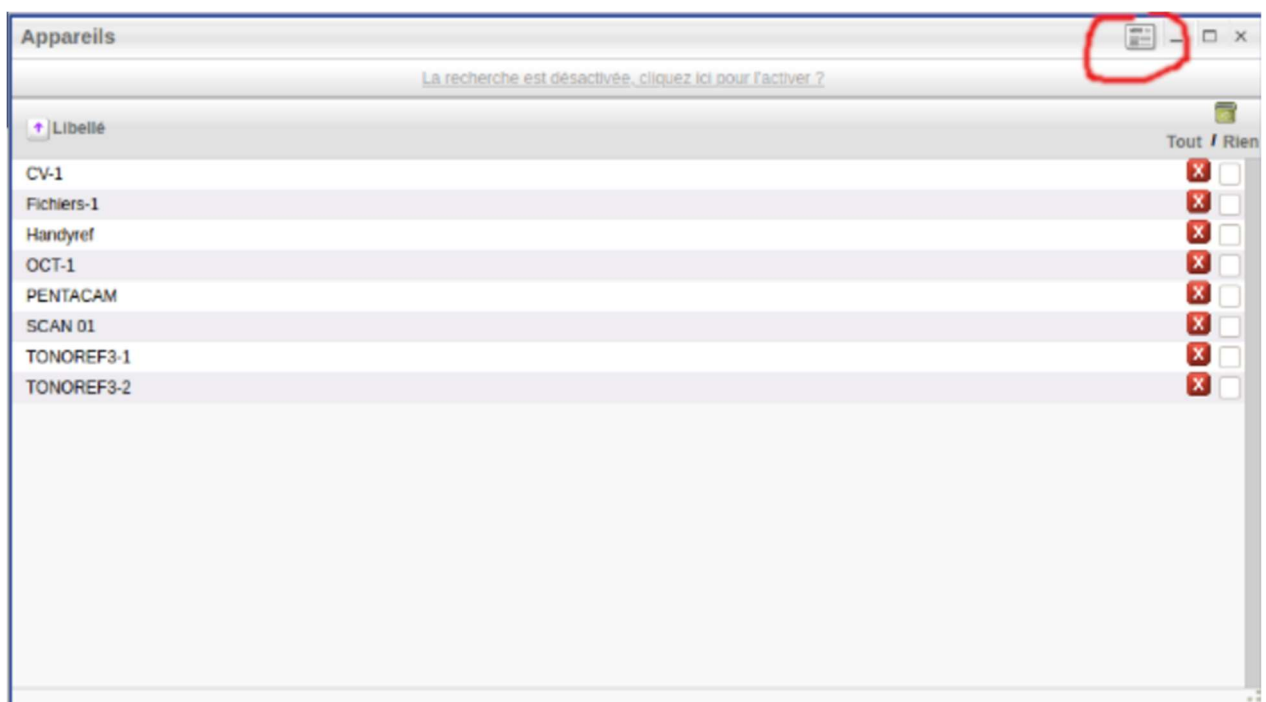 Appareils
La recherche est désactivée, cliquez ici pour l'activer ?
Libellé
Tout / Rien
CV-1
Fichiers-1
Handyref
OCT-1
PENTACAM
SCAN 01
TONOREF3-1
TONOREF3-2